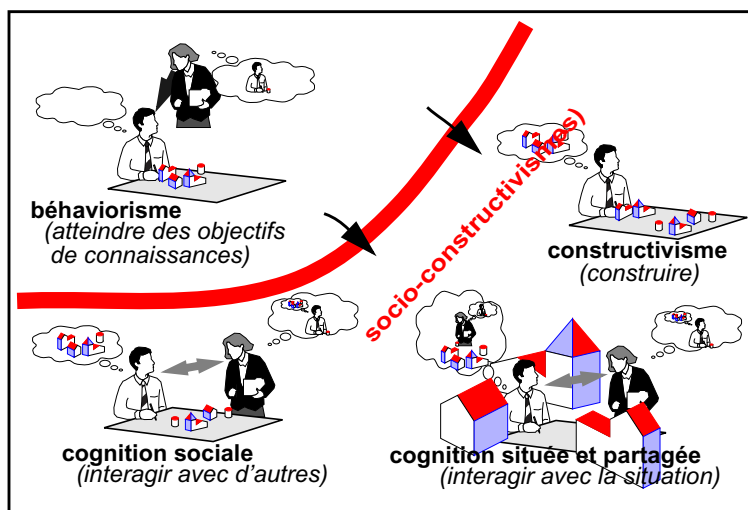 béhaviorisme
(atteindre des objectifs
de connaissances)
socio-constructivisme(s)
constructivisme
(construire)
cognition sociale
(interagir avec d'autres)
cognition située et partagée
(interagir avec la situation)